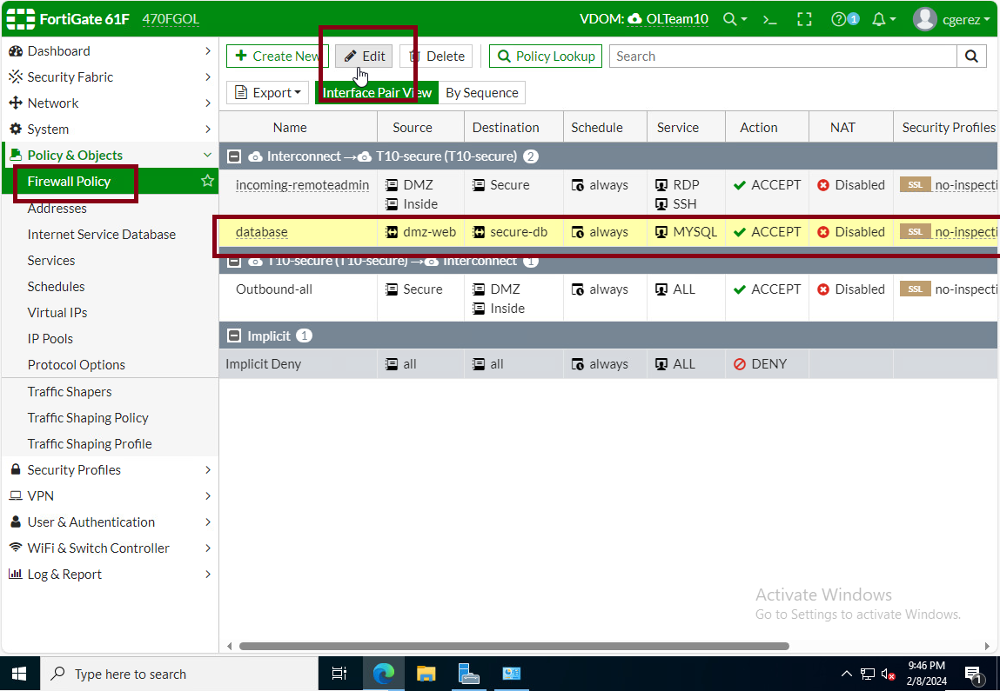 FortiGate 61F 470FGOL VDOM: OLTeam10 >_ 1 cgerez
Dashboard
Security Fabric
Network
System
Policy & Objects
Firewall Policy
Addresses
Internet Service Database
Services
Schedules
Virtual IPs
IP Pools
Protocol Options
Traffic Shapers
Traffic Shaping Policy
Traffic Shaping Profile
Security Profiles
VPN
User & Authentication
WiFi & Switch Controller
Log & Report
+ Create New Edit Delete Policy Lookup Search
Export Interface Pair View By Sequence
Name Source Destination Schedule Service Action NAT Security Profiles
Interconnect → T10-secure (T10-secure) 2
incoming-remoteadmin DMZ Secure always RDP ACCEPT Disabled SSL no-inspecti
Inside SSH
database dmz-web secure-db always MYSQL ACCEPT Disabled SSL no-inspecti
T10-secure (T10-secure) → Interconnect 1
Outbound-all Secure DMZ always ALL ACCEPT Disabled SSL no-inspecti
Inside
Implicit 1
Implicit Deny all all always ALL DENY
Activate Windows
Go to Settings to activate Windows.
Type here to search 9:46 PM
2/8/2024 1